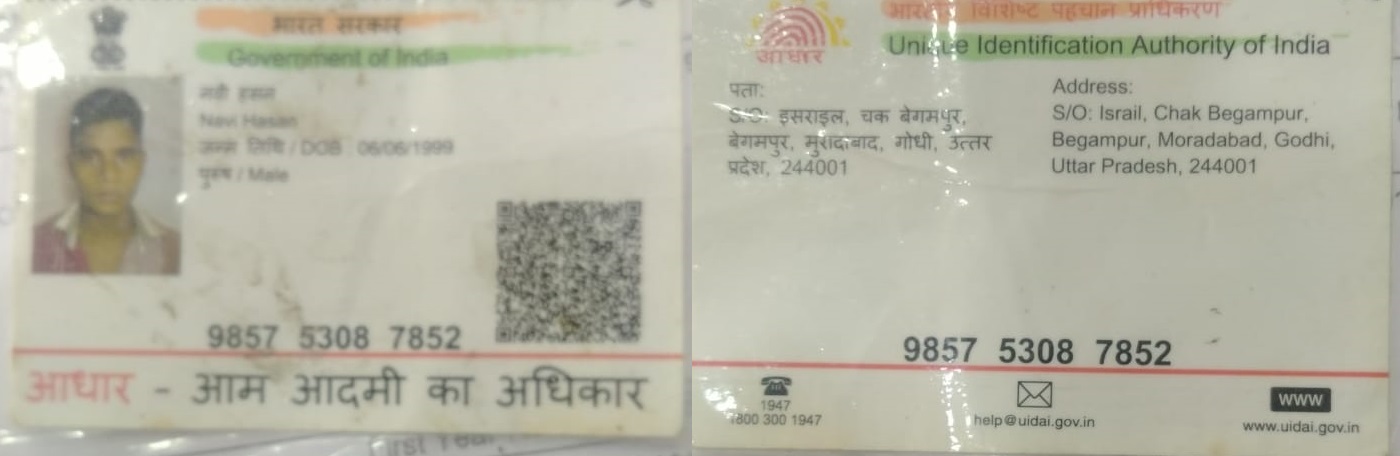 भारत सरकार
Government of India
नवी हसन
Navi Hasan
जन्म तिथि / DOB : 06/06/1999
पुरुष / Male
9857 5308 7852
आधार - आम आदमी का अधिकार
भारतीय विशिष्ट पहचान प्राधिकरण
Unique Identification Authority of India
आधार
पता:
S/O: इसराइल, चक बेगमपुर,
बेगमपुर, मुरादाबाद, गोधी, उत्तर
प्रदेश, 244001
Address:
S/O: Israil, Chak Begampur,
Begampur, Moradabad, Godhi,
Uttar Pradesh, 244001
9857 5308 7852
1947
1800 300 1947
help@uidai.gov.in
WWW
www.uidai.gov.in